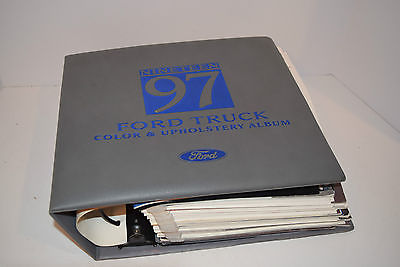 NINETEEN
97
FORD TRUCK
COLOR & UPHOLSTERY ALBUM
Ford